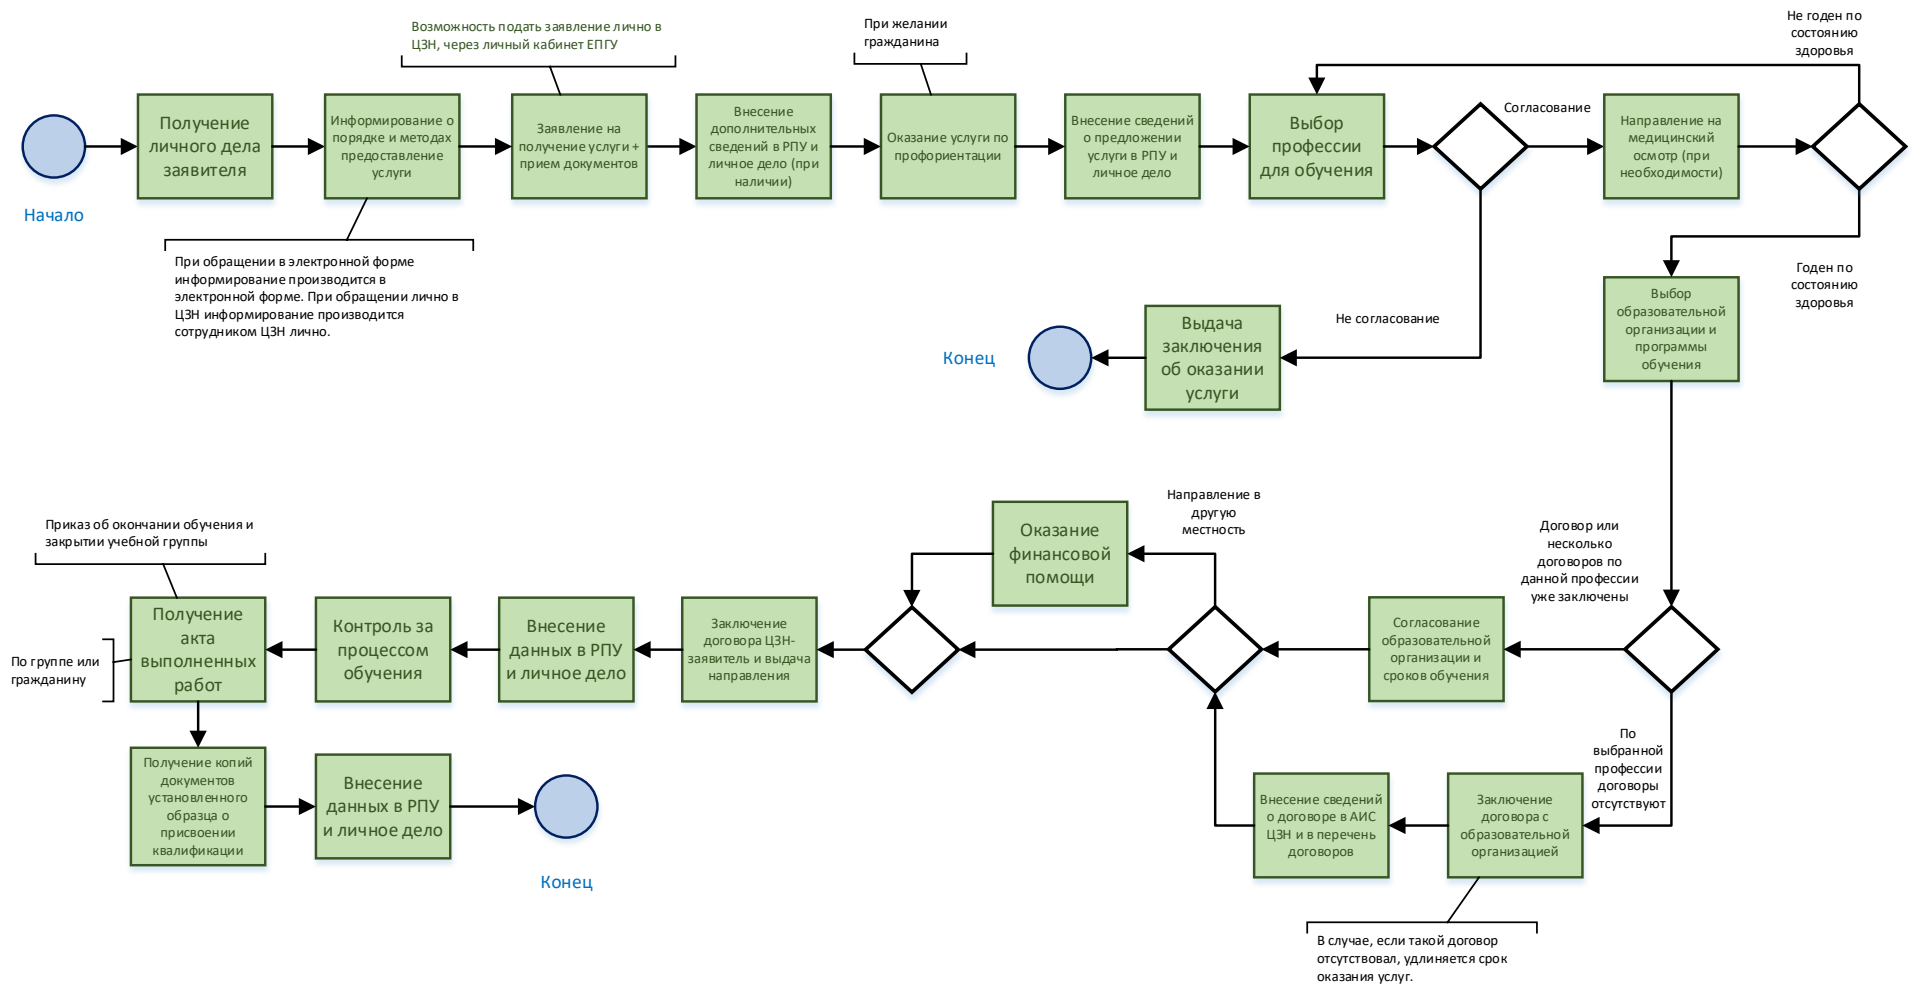 Возможность подать заявление лично в
ЦЗН, через личный кабинет ЕПГУ
При желании
гражданина
Не годен по
состоянию
здоровья
Начало
Получение
личного дела
заявителя
Информирование о
порядке и методах
предоставление
услуги
Заявление на
получение услуги +
прием документов
Внесение
дополнительных
сведений в РПУ и
личное дело (при
наличии)
Оказание услуги по
профориентации
Внесение сведений
о предложении
услуги в РПУ и
личное дело
Выбор
профессии
для обучения
Согласование
Направление на
медицинский
осмотр (при
необходимости)
При обращении в электронной форме
информирование производится в
электронной форме. При обращении лично в
ЦЗН информирование производится
сотрудником ЦЗН лично.
Годен по
состоянию
здоровья
Выбор
образовательной
организации и
программы
обучения
Не согласование
Выдача
заключения
об оказании
услуги
Конец
Договор или
несколько
договоров по
данной профессии
уже заключены
Направление в
другую
местность
Оказание
финансовой
помощи
Согласование
образовательной
организации и
сроков обучения
Заключение
договора ЦЗН-
заявитель и выдача
направления
Внесение
данных в РПУ
и личное дело
Контроль за
процессом
обучения
Приказ об окончании обучения и
закрытии учебной группы
Получение
акта
выполненных
работ
По группе или
гражданину
По
выбранной
профессии
договоры
отсутствуют
Заключение
договора с
образовательной
организацией
Внесение сведений
о договоре в АИС
ЦЗН и в перечень
договоров
В случае, если такой договор
отсутствовал, удлиняется срок
оказания услуг.
Получение копий
документов
установленного
образца о
присвоении
квалификации
Внесение
данных в РПУ
и личное дело
Конец